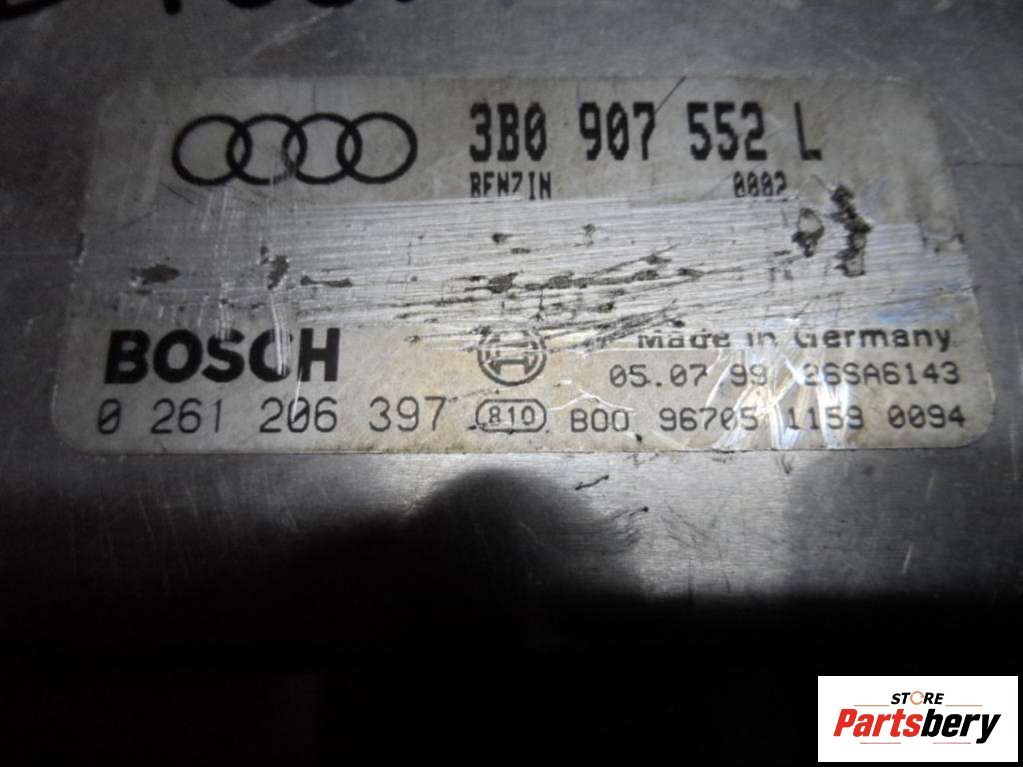 3B0 907 552 L
BENZIN 0002
BOSCH
Made in Germany
05.07 99 26SA6143
0 261 206 397 810 B00 96705 1159 0094
STORE
Partsbery